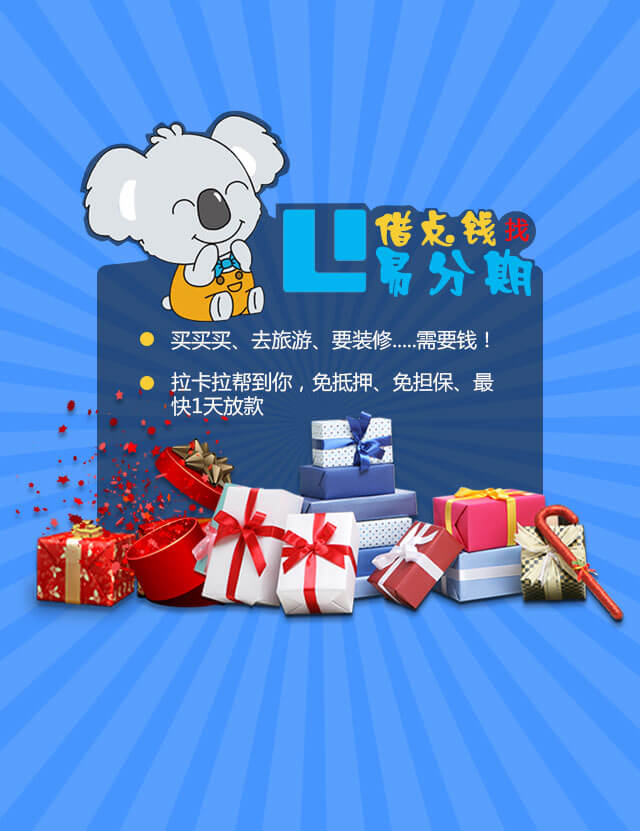 借点钱找
易分期
买买买、去旅游、要装修.....需要钱！
拉卡拉帮到你，免抵押、免担保、最
快1天放款